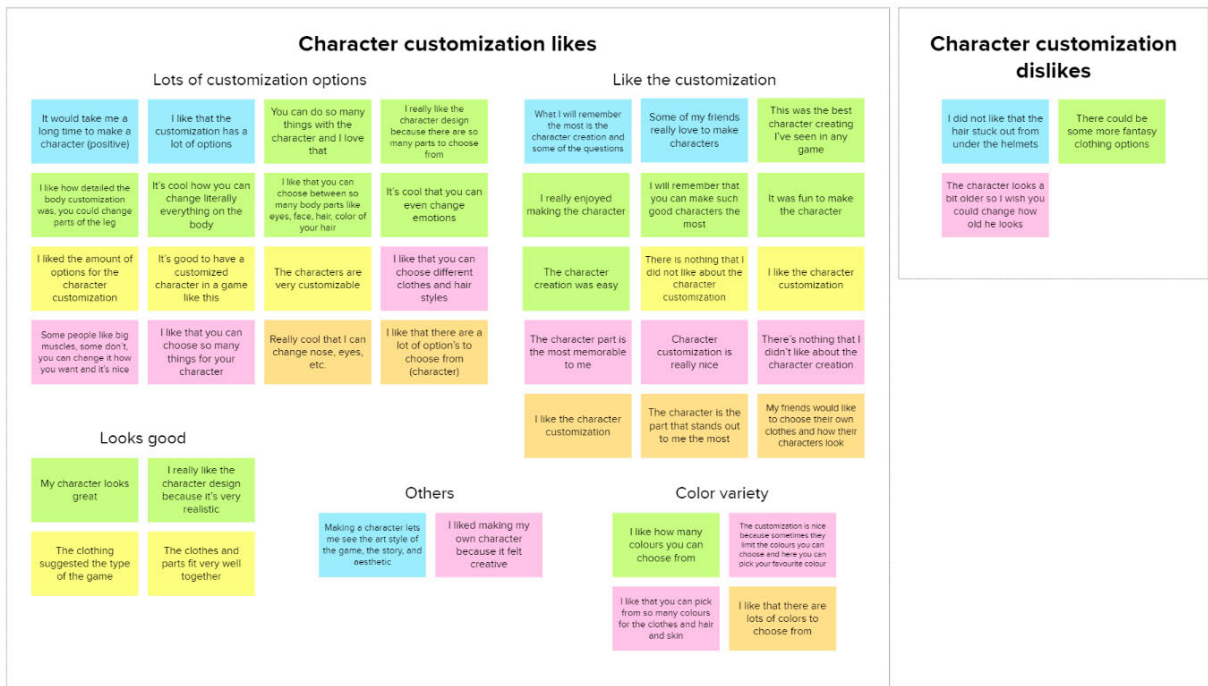 Character customization likes
Lots of customization options
It would take me a
long time to make a
character (positive)
I like that the
customization has a
lot of options
You can do so many
things with the
character and I love
that
I really like the
character design
because there are so
many parts to choose
from
I like how detailed the
body customization
was, you could change
parts of the leg
It's cool how you can
change literally
everything on the
body
I like that you can
choose between so
many body parts like
eyes, face, hair, color of
your hair
It's cool that you can
even change
emotions
I liked the amount of
options for the
character
customization
It's good to have a
customized
character in a game
like this
The characters are
very customizable
I like that you can
choose different
clothes and hair
styles
Some people like big
muscles, some don't,
you can change it how
you want and it's nice
I like that you can
choose so many
things for your
character
Really cool that I can
change nose, eyes,
etc.
I like that there are a
lot of option's to
choose from
(character)
Like the customization
What I will remember
the most is the
character creation and
some of the questions
Some of my friends
really love to make
characters
This was the best
character creating
I've seen in any
game
I really enjoyed
making the character
I will remember that
you can make such
good characters the
most
It was fun to make
the character
The character
creation was easy
There is nothing that I
did not like about the
character
customization
I like the character
customization
The character part is
the most memorable
to me
Character
customization is
really nice
There's nothing that I
didn't like about the
character creation
I like the character
customization
The character is the
part that stands out
to me the most
My friends would like
to choose their own
clothes and how their
characters look
Looks good
My character looks
great
I really like the
character design
because it's very
realistic
The clothing
suggested the type
of the game
The clothes and
parts fit very well
together
Others
Making a character lets
me see the art style of
the game, the story, and
aesthetic
I liked making my
own character
because it felt
creative
Color variety
I like how many
colours you can
choose from
The customization is nice
because sometimes they
limit the colours you can
choose and here you can
pick your favourite colour
I like that you can pick
from so many colours
for the clothes and hair
and skin
I like that there are
lots of colors to
choose from
Character customization
dislikes
I did not like that the
hair stuck out from
under the helmets
There could be
some more fantasy
clothing options
The character looks a
bit older so I wish you
could change how
old he looks